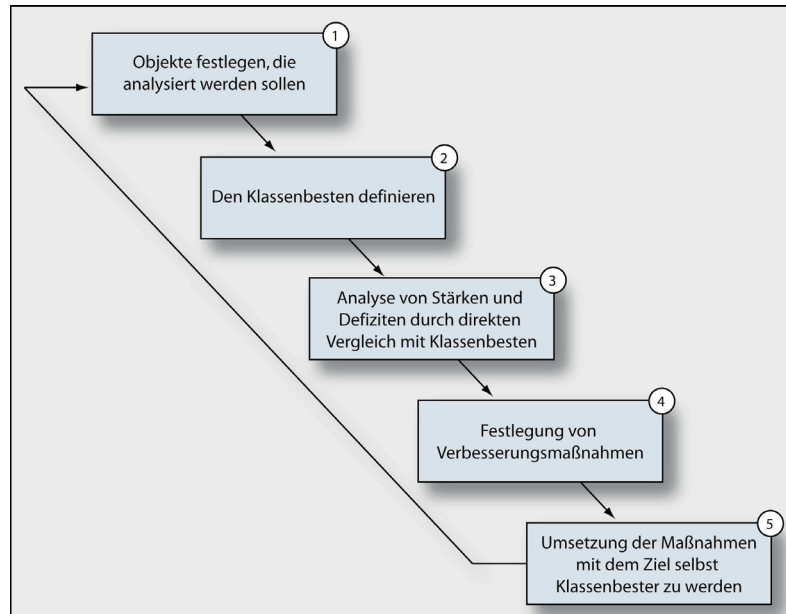 1
Objekte festlegen, die
analysiert werden sollen
2
Den Klassenbesten definieren
3
Analyse von Stärken und
Defiziten durch direkten
Vergleich mit Klassenbesten
4
Festlegung von
Verbesserungsmaßnahmen
5
Umsetzung der Maßnahmen
mit dem Ziel selbst
Klassenbester zu werden